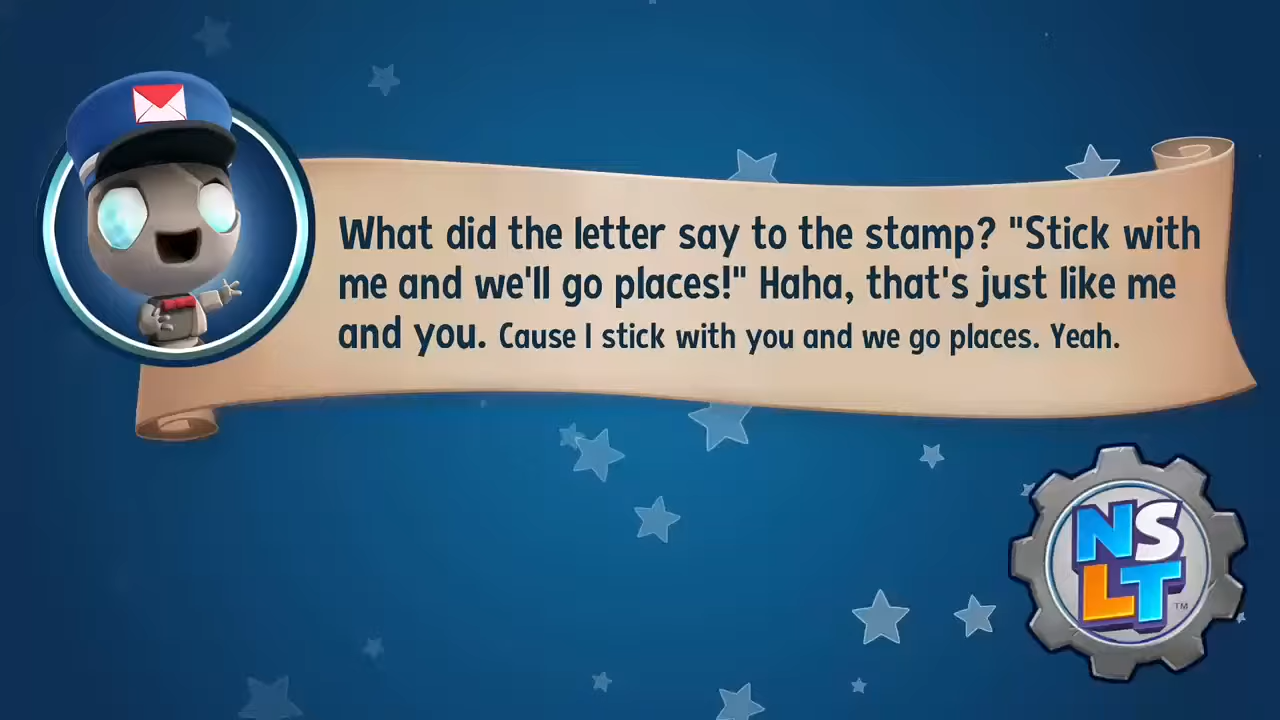 What did the letter say to the stamp? "Stick with
me and we'll go places!" Haha, that's just like me
and you. Cause I stick with you and we go places. Yeah.
NS
LT
TM